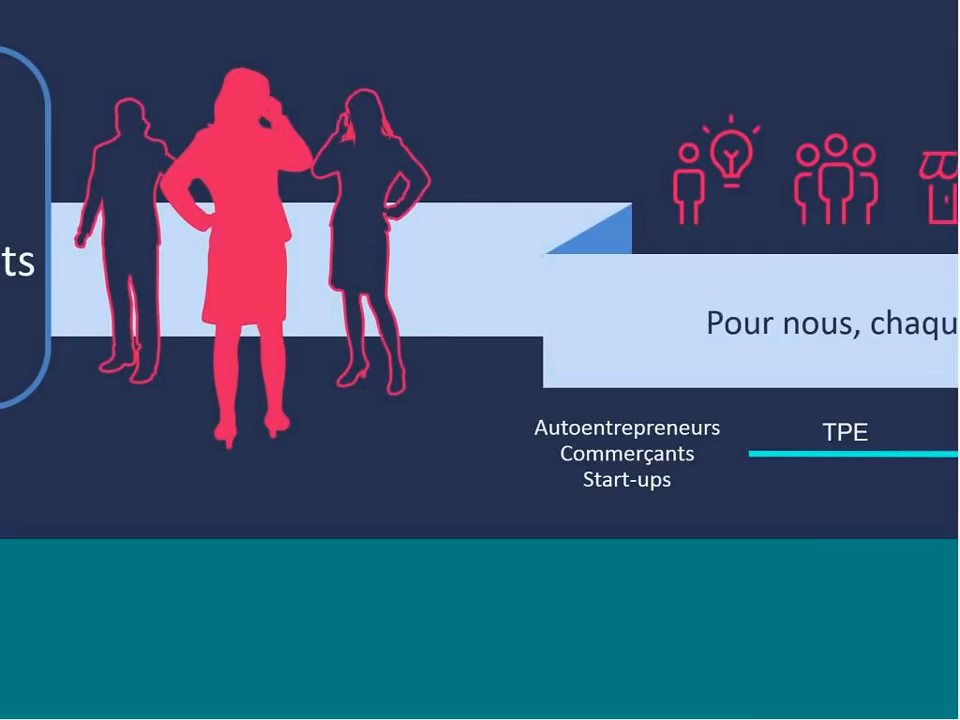 ts
Pour nous, chaqu
Autoentrepreneurs
Commerçants
Start-ups
TPE